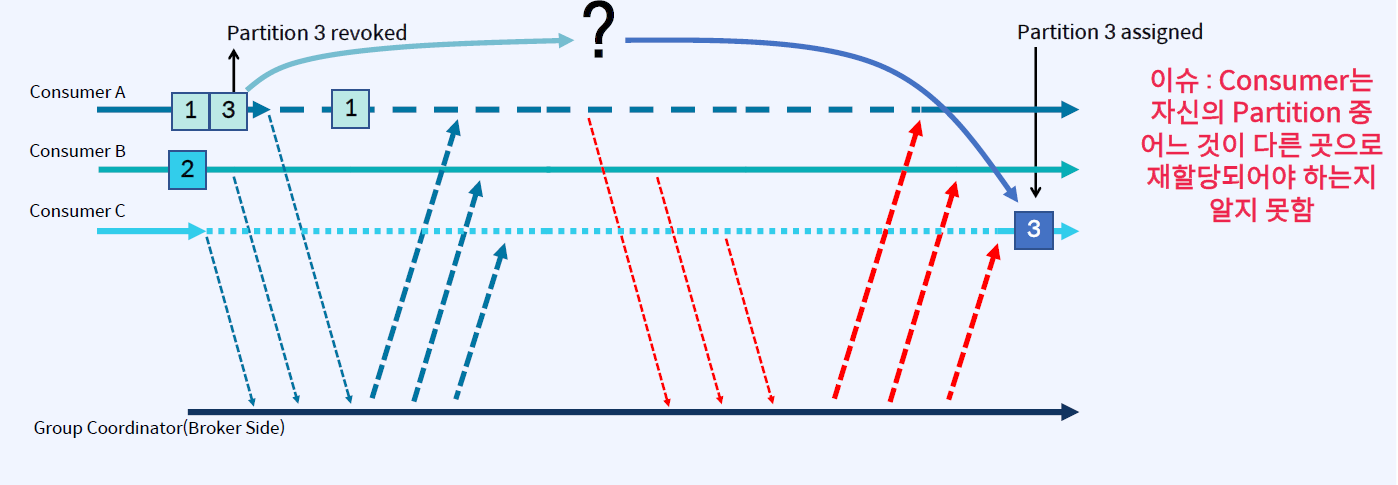 ?
Partition 3 revoked
Partition 3 assigned
Consumer A
1 3
1
Consumer B
2
Consumer C
3
이슈 : Consumer는
자신의 Partition 중
어느 것이 다른 곳으로
재할당되어야 하는지
알지 못함
Group Coordinator(Broker Side)